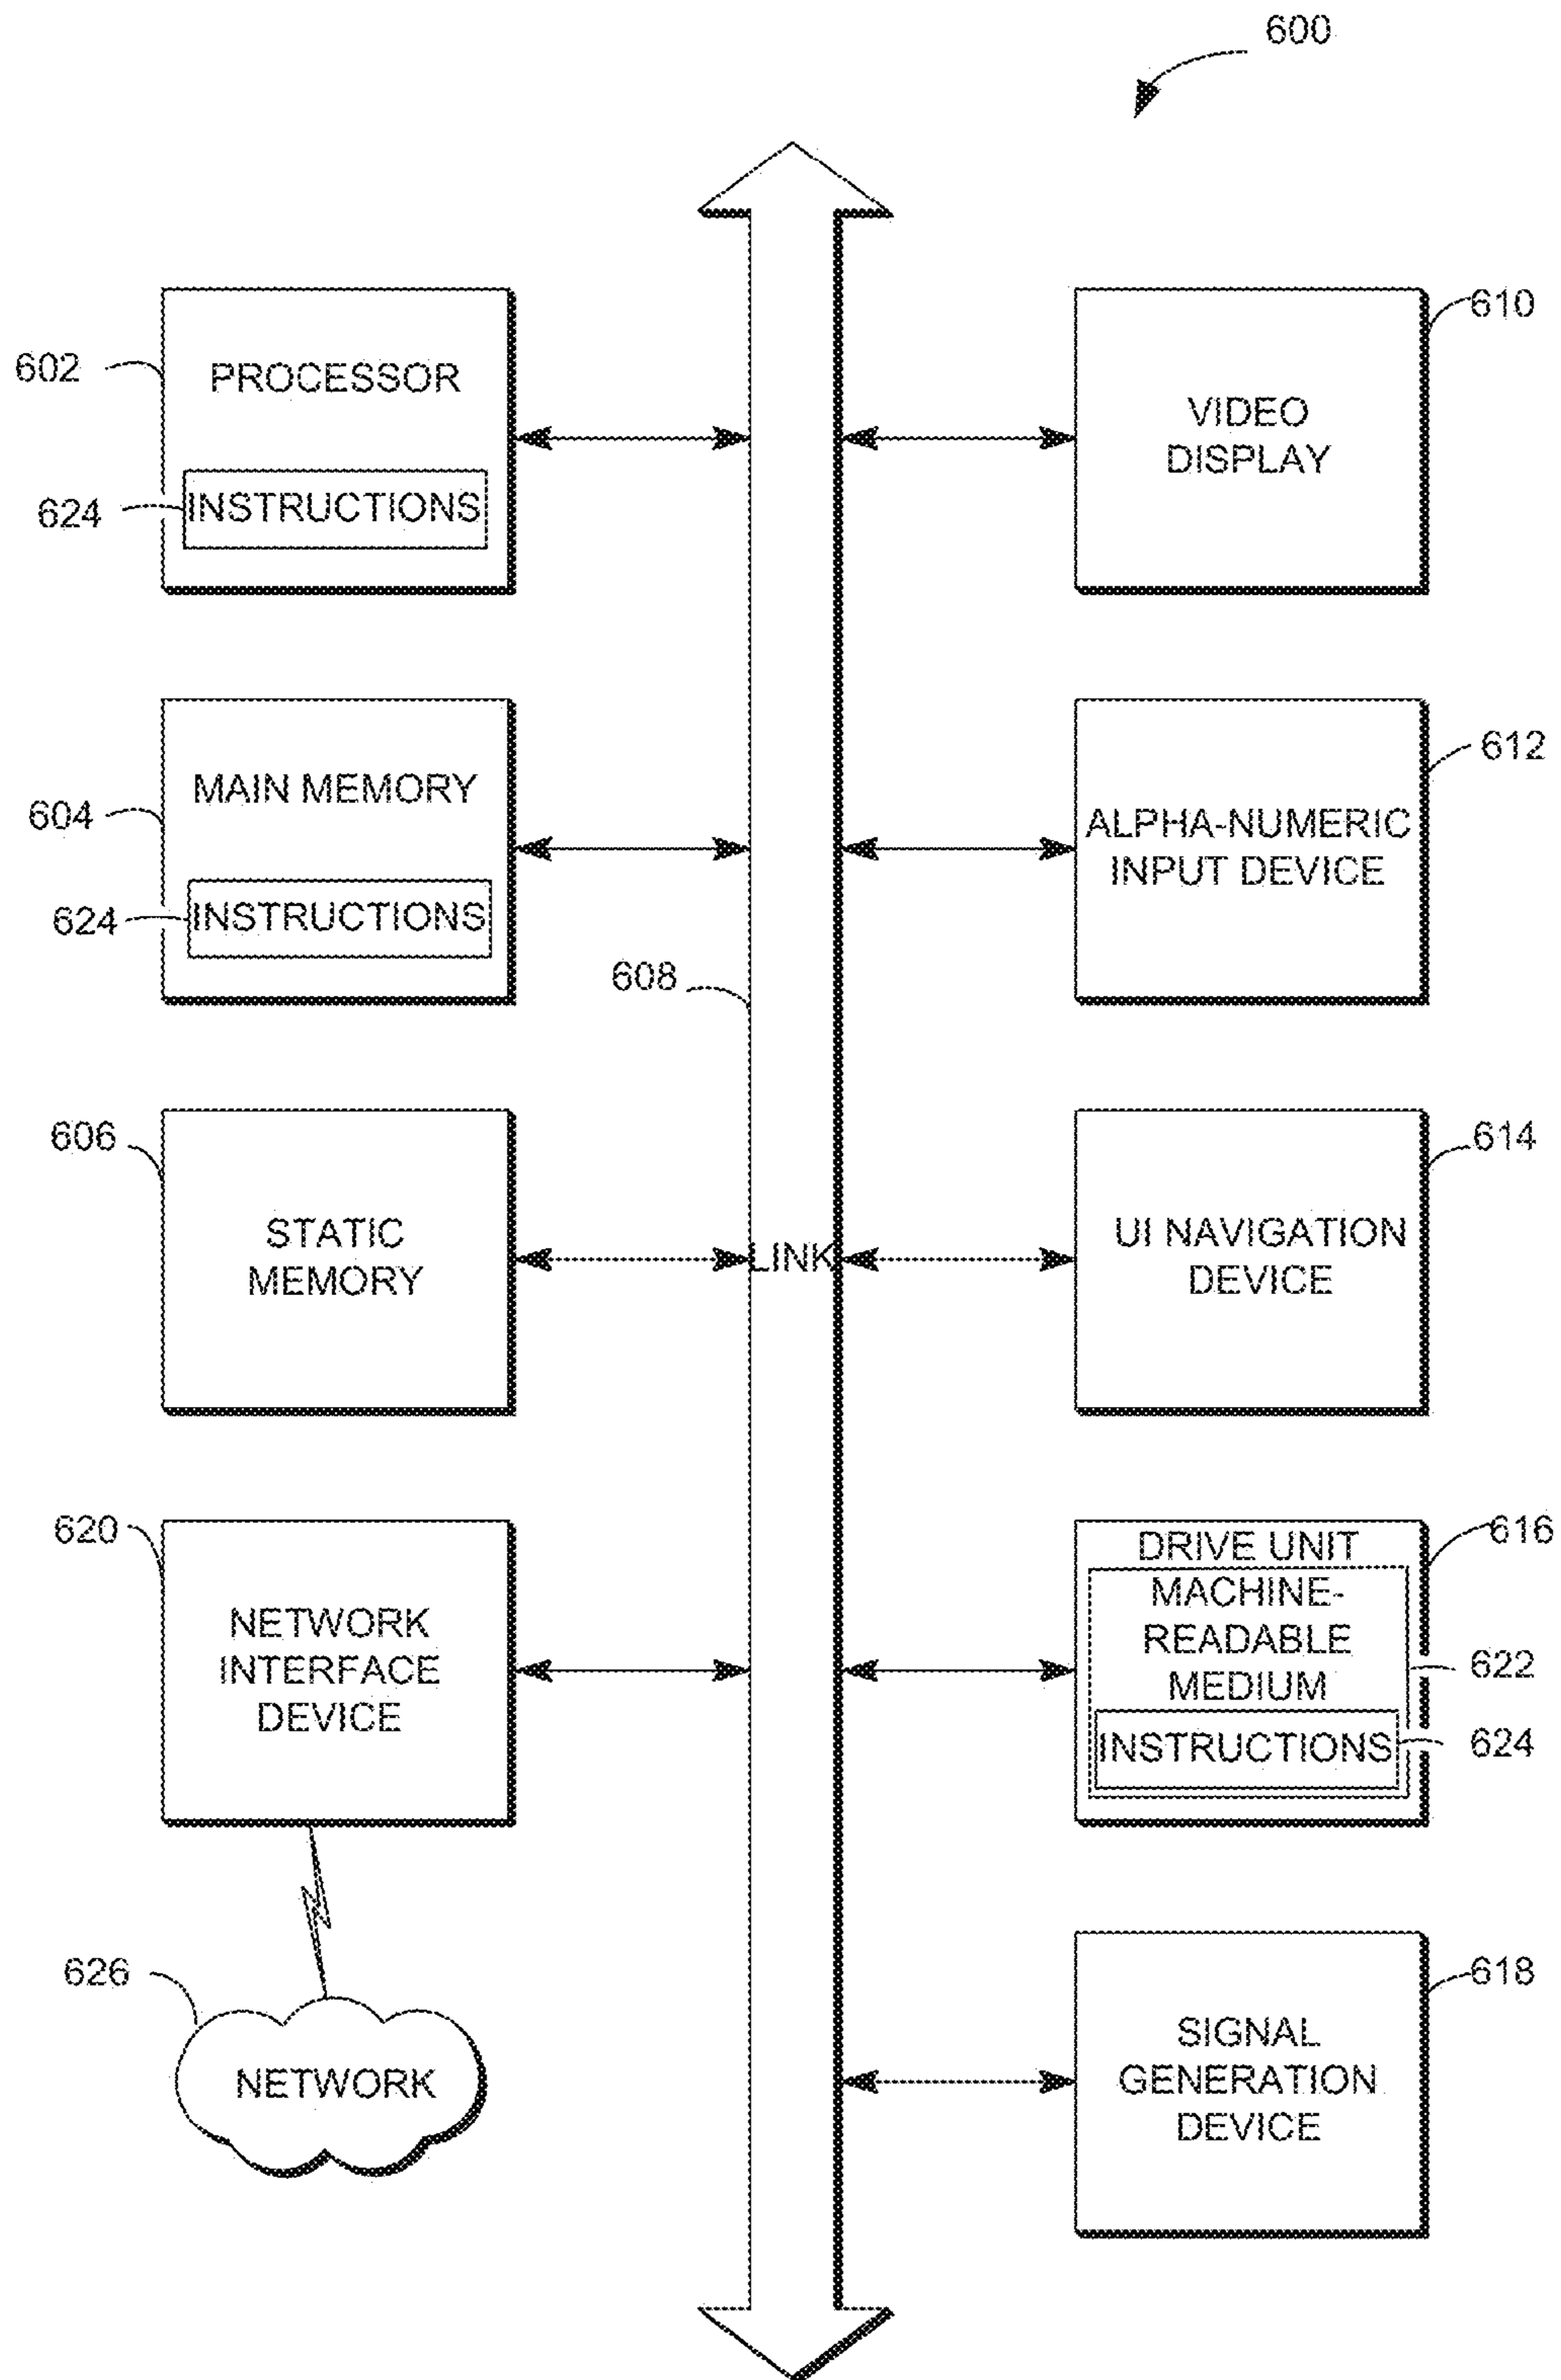 600
602
PROCESSOR
624
INSTRUCTIONS
610
VIDEO
DISPLAY
604
MAIN MEMORY
624
INSTRUCTIONS
612
ALPHA-NUMERIC
INPUT DEVICE
608
LINK
606
STATIC
MEMORY
614
UI NAVIGATION
DEVICE
620
NETWORK
INTERFACE
DEVICE
616
DRIVE UNIT
MACHINE-
READABLE
MEDIUM
622
INSTRUCTIONS
624
626
NETWORK
618
SIGNAL
GENERATION
DEVICE